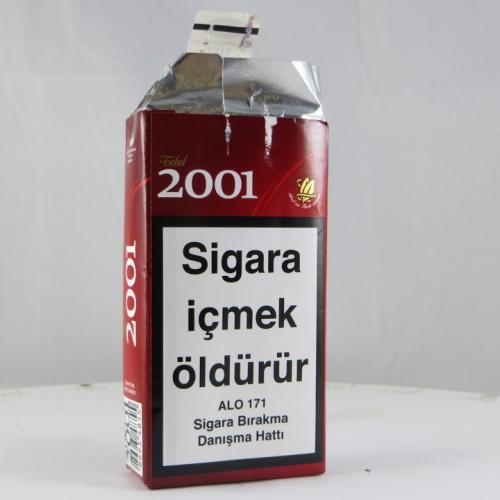 Tekel
2001
Sigara
içmek
öldürür
ALO 171
Sigara Bırakma
Danışma Hattı
2001